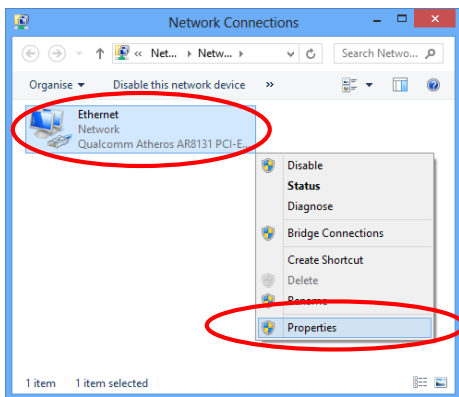 Network Connections
Net... Netw...
Search Netwo...
Organise
Disable this network device
»
Ethernet
Network
Qualcomm Atheros AR8131 PCI-E...
Disable
Status
Diagnose
Bridge Connections
Create Shortcut
Delete
Rename
Properties
1 item
1 item selected